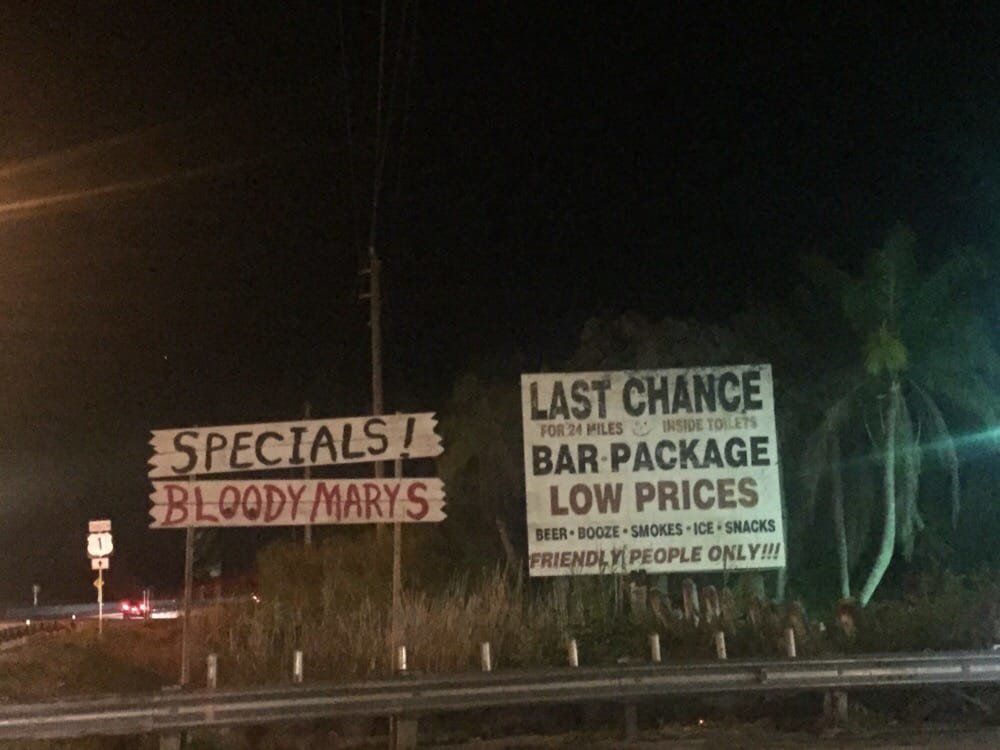 SPECIALS!
BLOODY MARYS
1
LAST CHANCE
FOR 24 MILES INSIDE TOILETS
BAR·PACKAGE
LOW PRICES
BEER·BOOZE·SMOKES·ICE·SNACKS
FRIENDLY PEOPLE ONLY!!!